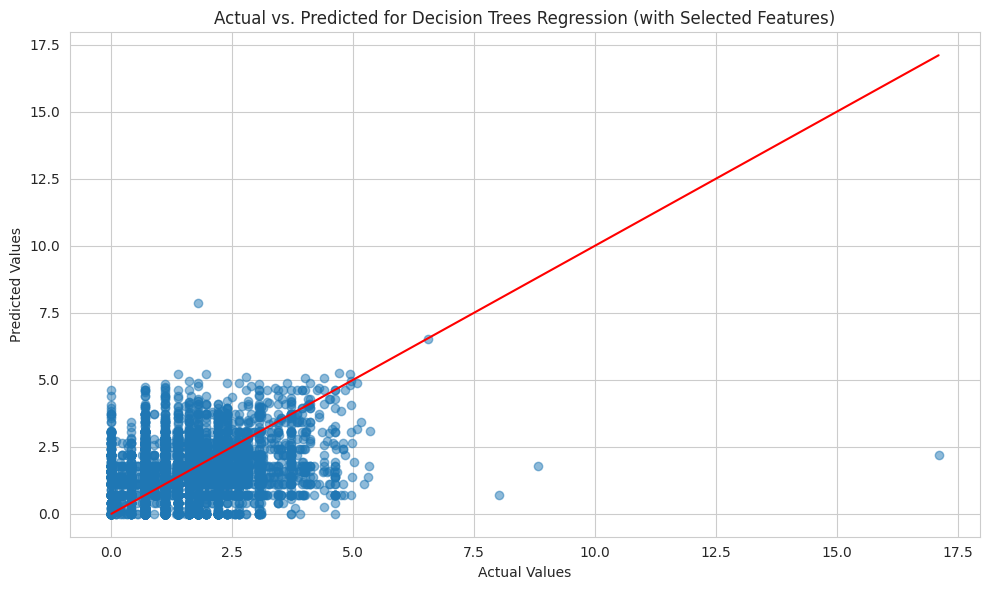 Actual vs. Predicted for Decision Trees Regression (with Selected Features)
17.5
15.0
12.5
10.0
7.5
5.0
2.5
0.0
Predicted Values
0.0 2.5 5.0 7.5 10.0 12.5 15.0 17.5
Actual Values